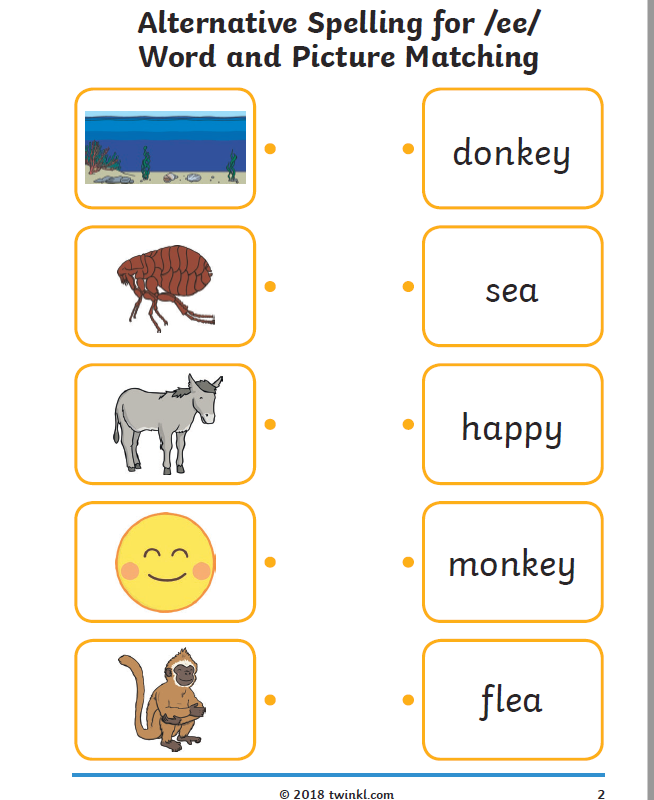 Alternative Spelling for /ee/
Word and Picture Matching
donkey
sea
happy
monkey
flea
© 2018 twinkl.com 2